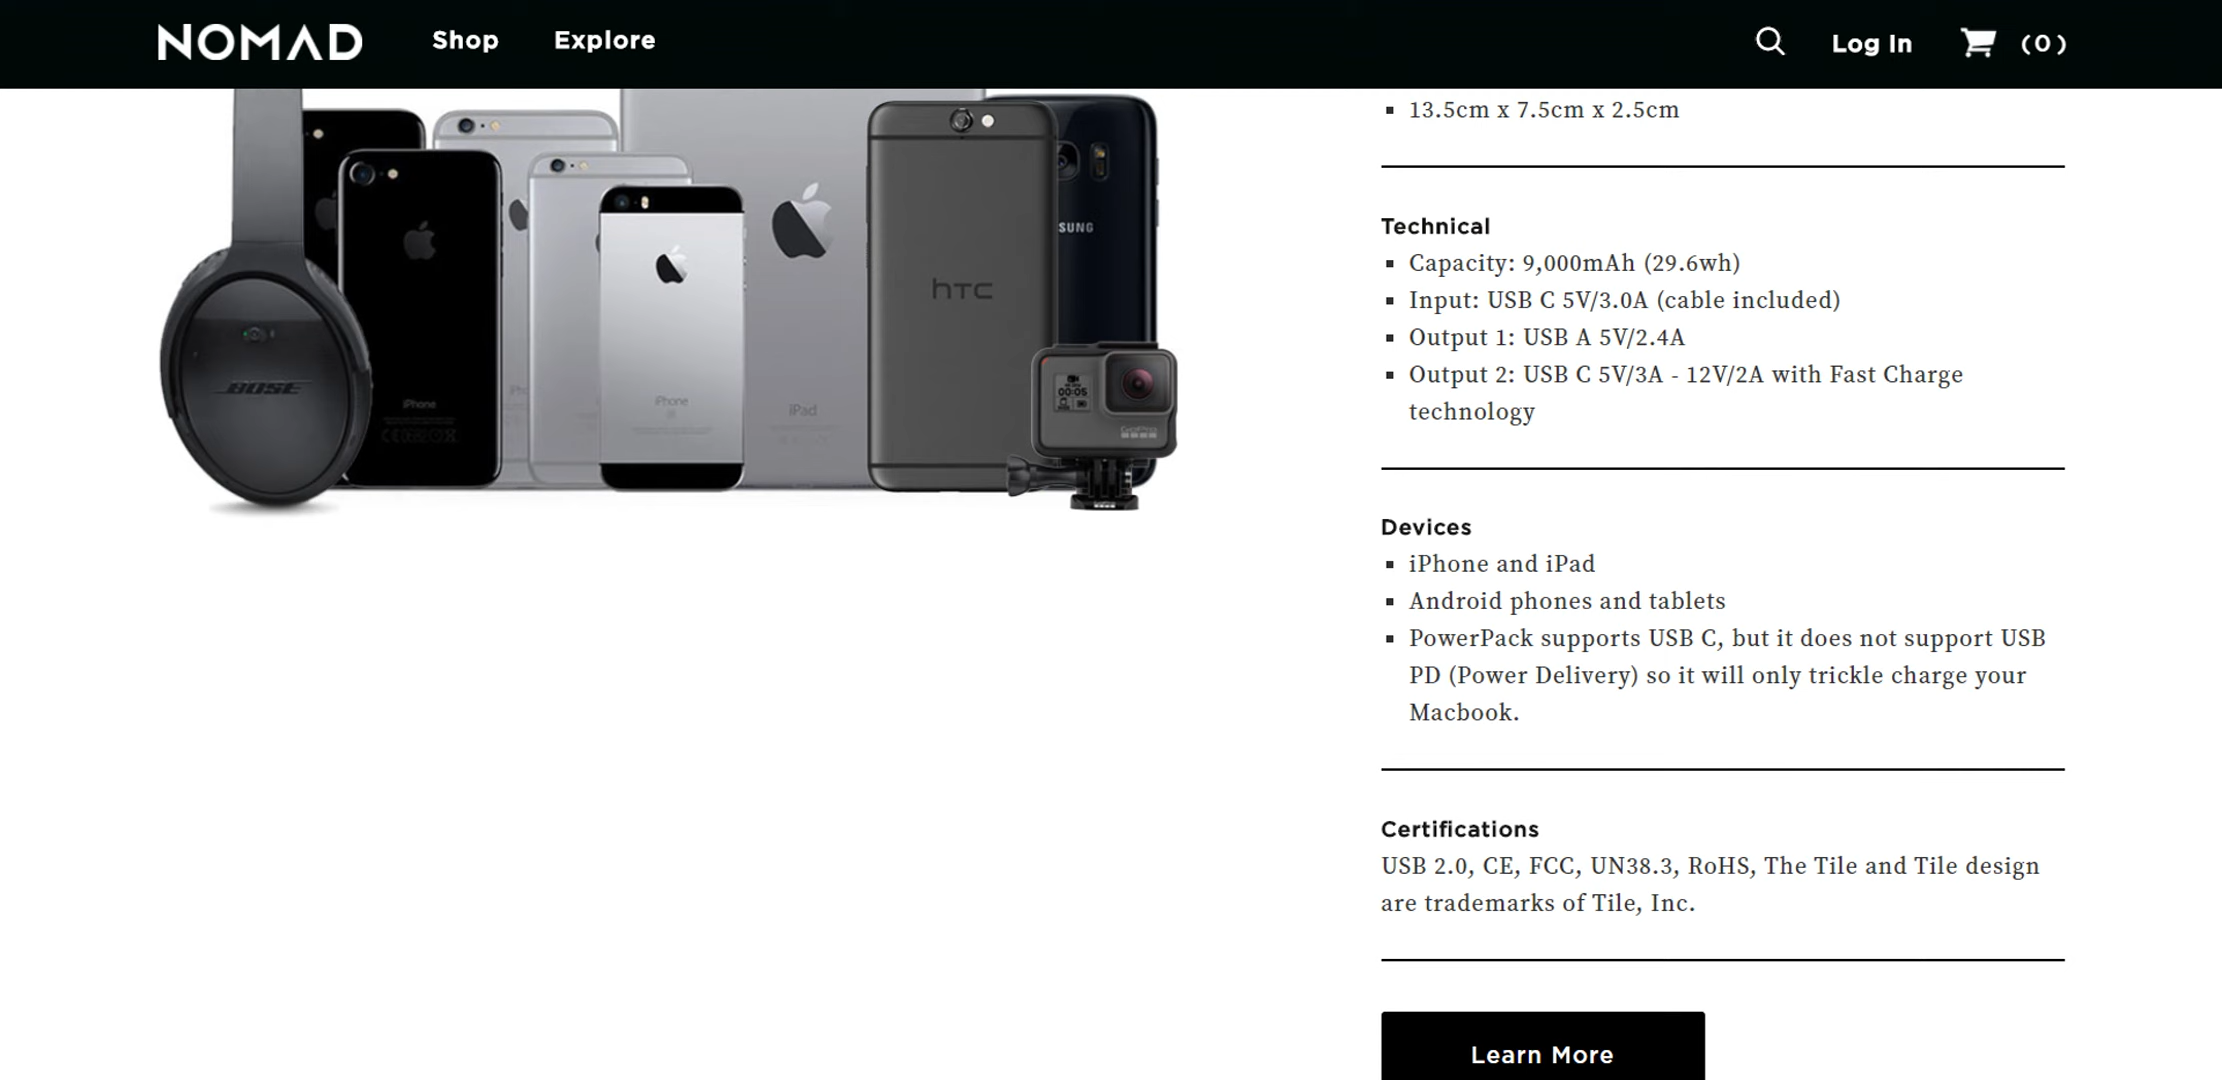 NOMAD Shop Explore Log In (0)
13.5cm x 7.5cm x 2.5cm
Technical
Capacity: 9,000mAh (29.6wh)
Input: USB C 5V/3.0A (cable included)
Output 1: USB A 5V/2.4A
Output 2: USB C 5V/3A - 12V/2A with Fast Charge
technology
Devices
iPhone and iPad
Android phones and tablets
PowerPack supports USB C, but it does not support USB
PD (Power Delivery) so it will only trickle charge your
Macbook.
Certifications
USB 2.0, CE, FCC, UN38.3, RoHS, The Tile and Tile design
are trademarks of Tile, Inc.
Learn More
BOSE
iPhone
iPhone
iPad
hTC
SUNG
00:05
GoPro